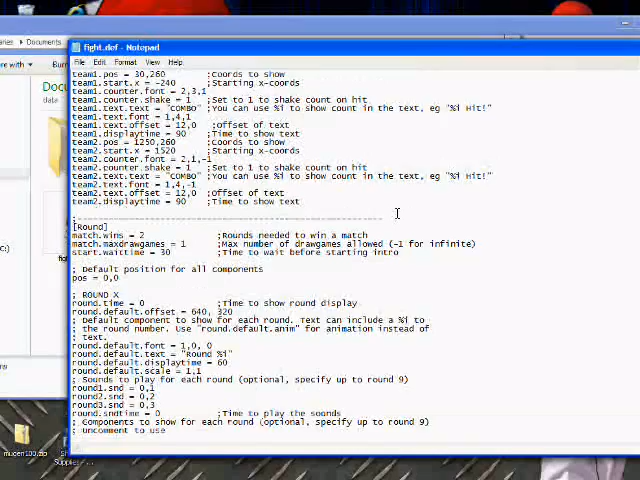 fight.def - Notepad
File Edit Format View Help
team1.pos = 30,260 ;Coords to show
team1.start.x = -240 ;Starting x-coords
team1.counter.font = 2,3,1
team1.counter.shake = 1 ;Set to 1 to shake count on hit
team1.text.text = "COMBO" ;You can use %i to show count in the text, eg "%i Hit!"
team1.text.font = 1,4,1
team1.text.offset = 12,0 ;Offset of text
team1.displaytime = 90 ;Time to show text
team2.pos = 1250,260 ;Coords to show
team2.start.x = 1520 ;Starting x-coords
team2.counter.font = 2,1,-1
team2.counter.shake = 1 ;Set to 1 to shake count on hit
team2.text.text = "COMBO" ;You can use %i to show count in the text, eg "%i Hit!"
team2.text.font = 1,4,-1
team2.text.offset = 12,0 ;Offset of text
team2.displaytime = 90 ;Time to show text
;-------------------------------------------------------------------
[Round]
match.wins = 2 ;Rounds needed to win a match
match.maxdrawgames = 1 ;Max number of drawgames allowed (-1 for infinite)
start.waittime = 30 ;Time to wait before starting intro
; Default position for all components
pos = 0,0
; ROUND X
round.time = 0 ;Time to show round display
round.default.offset = 640, 320
; Default component to show for each round. Text can include a %i to
; the round number. Use "round.default.anim" for animation instead of
; text.
round.default.font = 1,0, 0
round.default.text = "Round %i"
round.default.displaytime = 60
round.default.scale = 1,1
; Sounds to play for each round (optional, specify up to round 9)
round1.snd = 0,1
round2.snd = 0,2
round3.snd = 0,3
round.sndtime = 0 ;Time to play the sounds
; Components to show for each round (optional, specify up to round 9)
; Uncomment to use
Documents
data
mugen100.zip